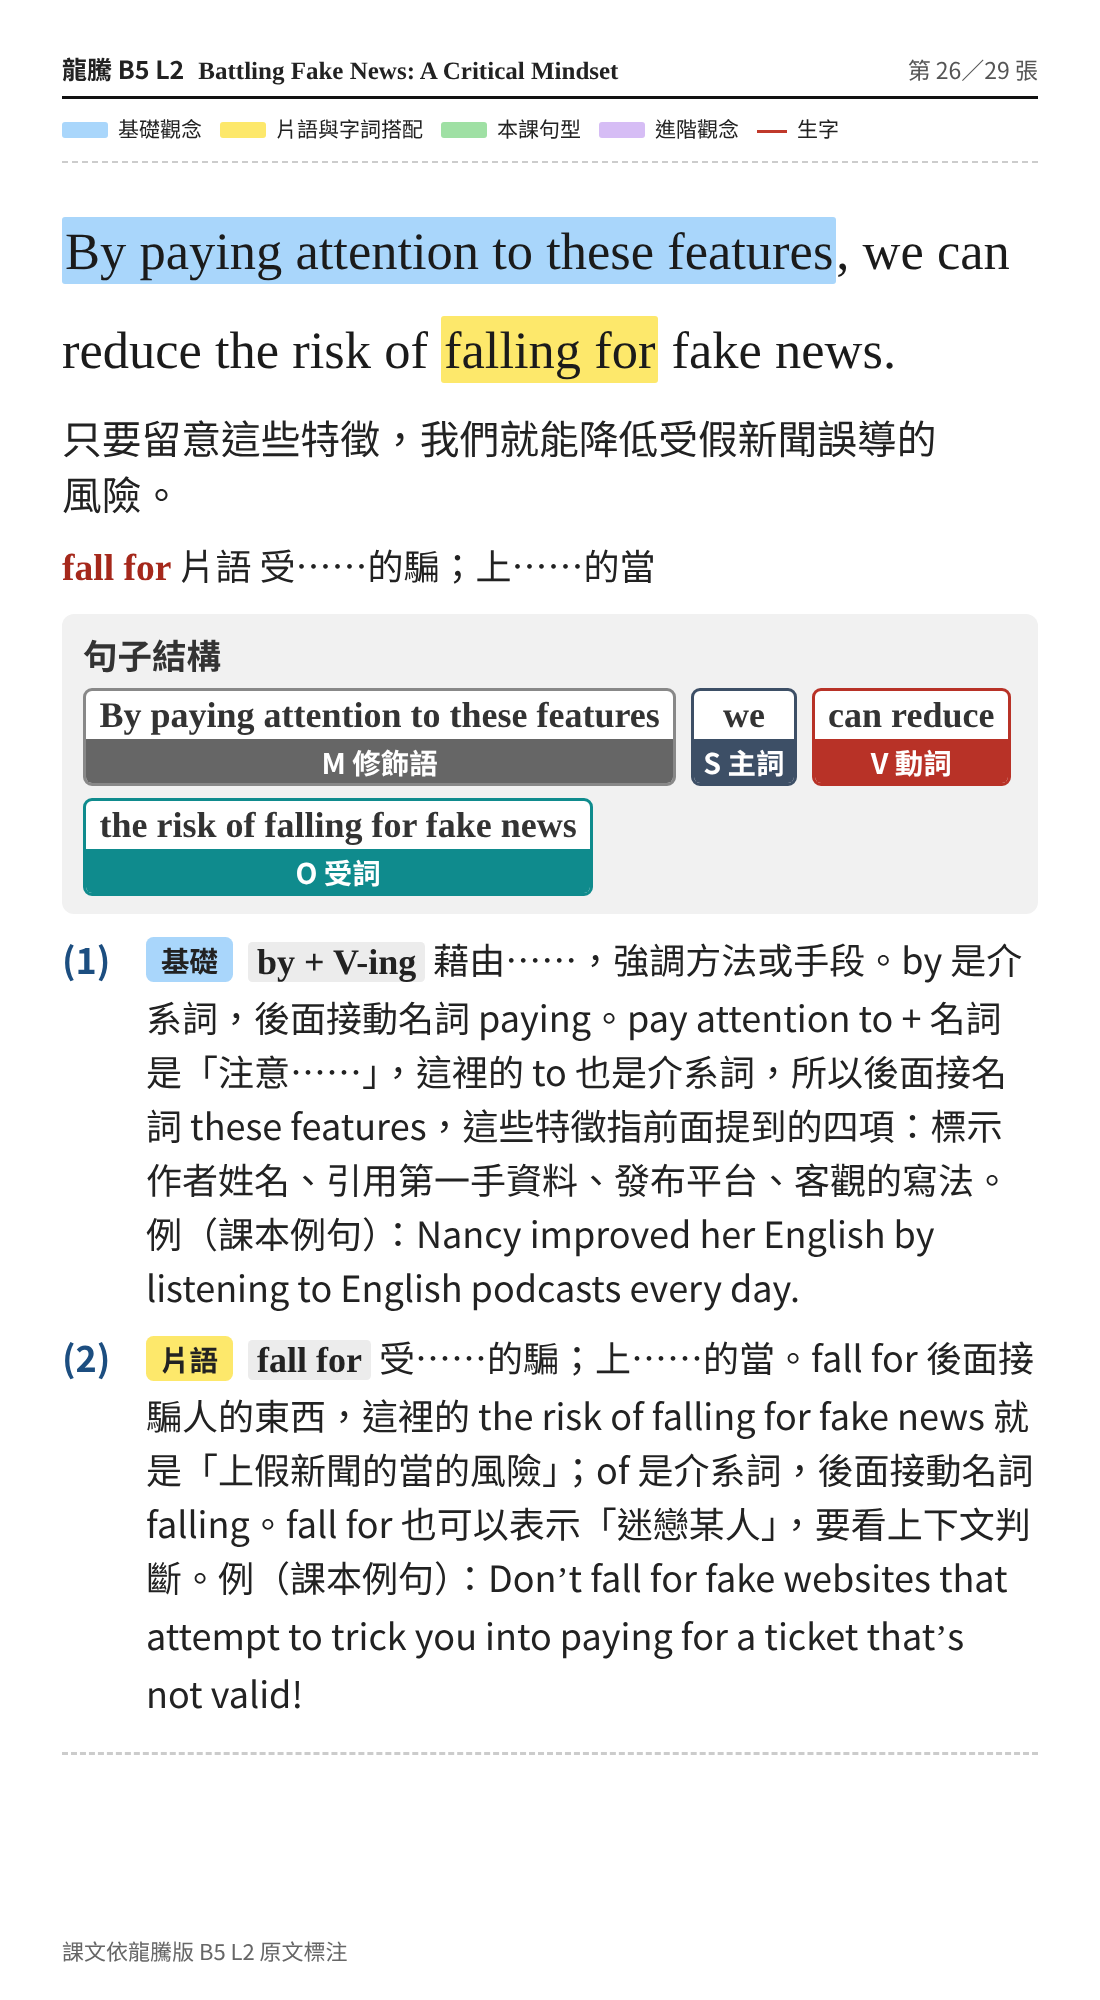 龍騰 B5 L2 Battling Fake News: A Critical Mindset 第 26／29 張
基礎觀念 片語與字詞搭配 本課句型 進階觀念 生字
By paying attention to these features, we can
reduce the risk of falling for fake news.
只要留意這些特徵，我們就能降低受假新聞誤導的
風險。
fall for 片語 受……的騙；上……的當
句子結構
By paying attention to these features we can reduce
M 修飾語 S 主詞 V 動詞
the risk of falling for fake news
O 受詞
(1) 基礎 by + V-ing 藉由……，強調方法或手段。by 是介
系詞，後面接動名詞 paying。pay attention to + 名詞
是「注意……」，這裡的 to 也是介系詞，所以後面接名
詞 these features，這些特徵指前面提到的四項：標示
作者姓名、引用第一手資料、發布平台、客觀的寫法。
例（課本例句）：Nancy improved her English by
listening to English podcasts every day.
(2) 片語 fall for 受……的騙；上……的當。fall for 後面接
騙人的東西，這裡的 the risk of falling for fake news 就
是「上假新聞的當的風險」；of 是介系詞，後面接動名詞
falling。fall for 也可以表示「迷戀某人」，要看上下文判
斷。例（課本例句）：Don’t fall for fake websites that
attempt to trick you into paying for a ticket that’s
not valid!
課文依龍騰版 B5 L2 原文標注